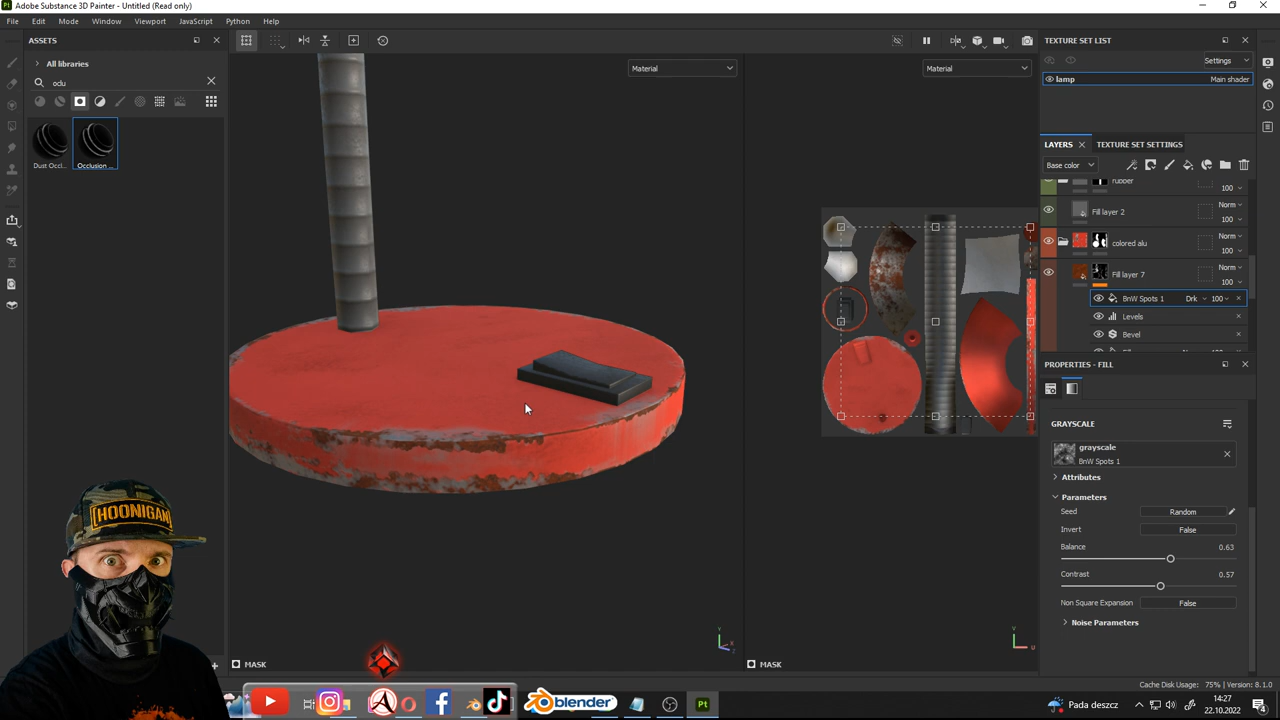 Adobe Substance 3D Painter - Untitled (Read only)
File Edit Mode Window Viewport JavaScript Python Help
ASSETS
All libraries
odu
Dust Occl...
Occlusion ...
Material
Material
MASK
MASK
TEXTURE SET LIST
Settings
lamp Main shader
LAYERS TEXTURE SET SETTINGS
Base color
rubber
100
Fill layer 2 Norm
100
colored alu Norm
100
Fill layer 7 Norm
100
BnW Spots 1 Drk 100
Levels
Bevel
PROPERTIES - FILL
GRAYSCALE
grayscale
BnW Spots 1
Attributes
Parameters
Seed Random
Invert False
Balance 0.63
Contrast 0.57
Non Square Expansion False
Noise Parameters
Cache Disk Usage: 75% | Version: 8.1.0
[HOONIGAN]
blender
Pt
Pada deszcz
14:27
22.10.2022